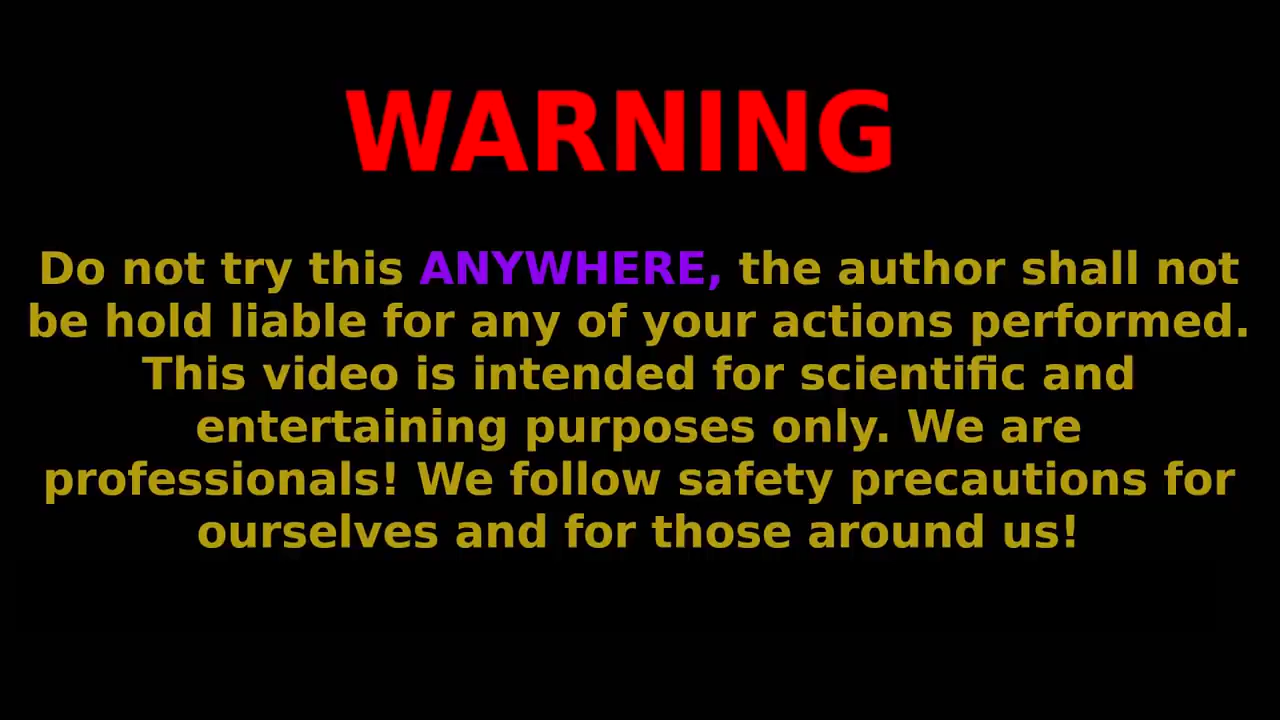 WARNING
Do not try this ANYWHERE, the author shall not
be hold liable for any of your actions performed.
This video is intended for scientific and
entertaining purposes only. We are
professionals! We follow safety precautions for
ourselves and for those around us!